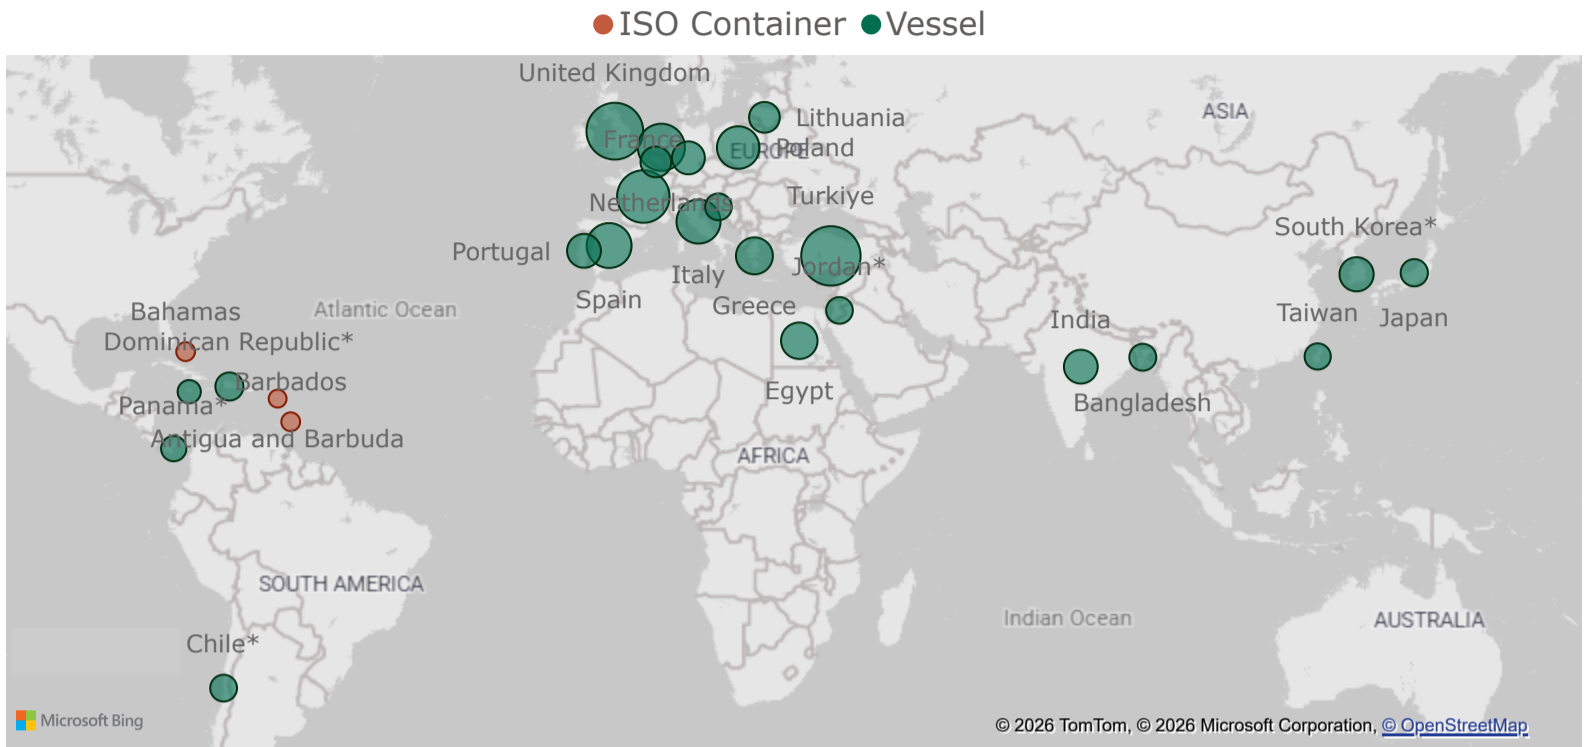 ISO Container Vessel
United Kingdom
ASIA
Lithuania
France
EUROPE
Poland
Turkiye
Netherlands
South Korea*
Portugal
Jordan*
Italy
Spain
Greece
Atlantic Ocean
Bahamas
India
Taiwan
Japan
Dominican Republic*
Barbados
Egypt
Bangladesh
Panama*
Antigua and Barbuda
AFRICA
SOUTH AMERICA
Indian Ocean
AUSTRALIA
Chile*
Microsoft Bing
© 2026 TomTom, © 2026 Microsoft Corporation, © OpenStreetMap